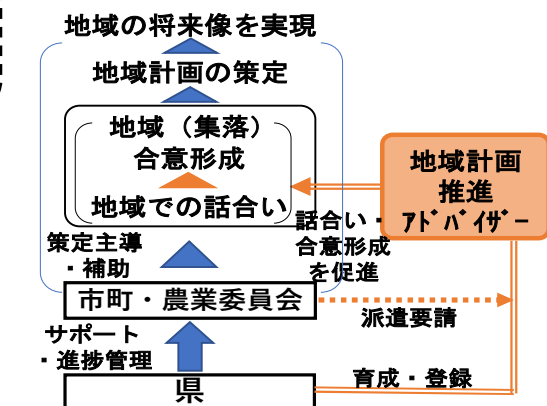 地域の将来像を実現
地域計画の策定
地域（集落）
合意形成
地域での話合い
地域計画
推進
ｱﾄﾞﾊﾞｲｻﾞｰ
話合い・
合意形成
を促進
策定主導
・補助
市町・農業委員会
派遣要請
サポート
・進捗管理
育成・登録
県